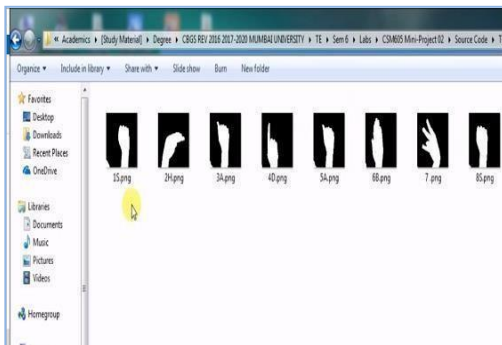 « Academics ▸ [Study Material] ▸ Degree ▸ CBGS REV 2016 2017-2020 MUMBAI UNIVERSITY ▸ TE ▸ Sem 6 ▸ Labs ▸ CSM605 Mini-Project 02 ▸ Source Code ▸ T
Organize ▾ Include in library ▾ Share with ▾ Slide show Burn New folder
Favorites
Desktop
Downloads
Recent Places
OneDrive
Libraries
Documents
Music
Pictures
Videos
Homegroup
1S.png 2H.png 3A.png 4D.png 5A.png 6B.png 7 .png 8S.png